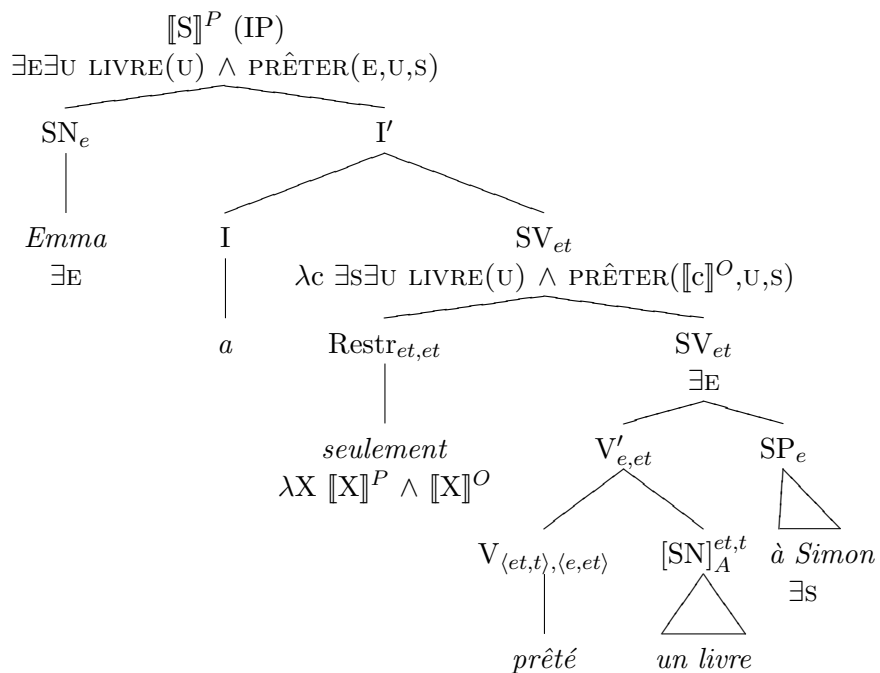 ⟦S⟧^P (IP)
∃E∃U LIVRE(U) ∧ PRÊTER(E,U,S)
SN_e I′
Emma I SV_et
∃E λc ∃S∃U LIVRE(U) ∧ PRÊTER(⟦c⟧^O,U,S)
a Restr_et,et SV_et
∃E
seulement V′_e,et SP_e
λX ⟦X⟧^P ∧ ⟦X⟧^O
V_⟨et,t⟩,⟨e,et⟩ [SN]_A^et,t à Simon
∃S
prêté un livre